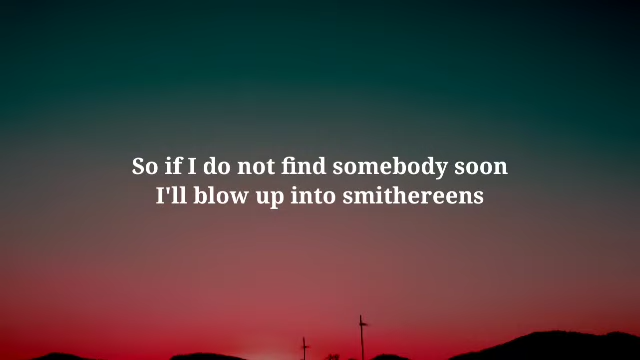 So if I do not find somebody soon
I'll blow up into smithereens